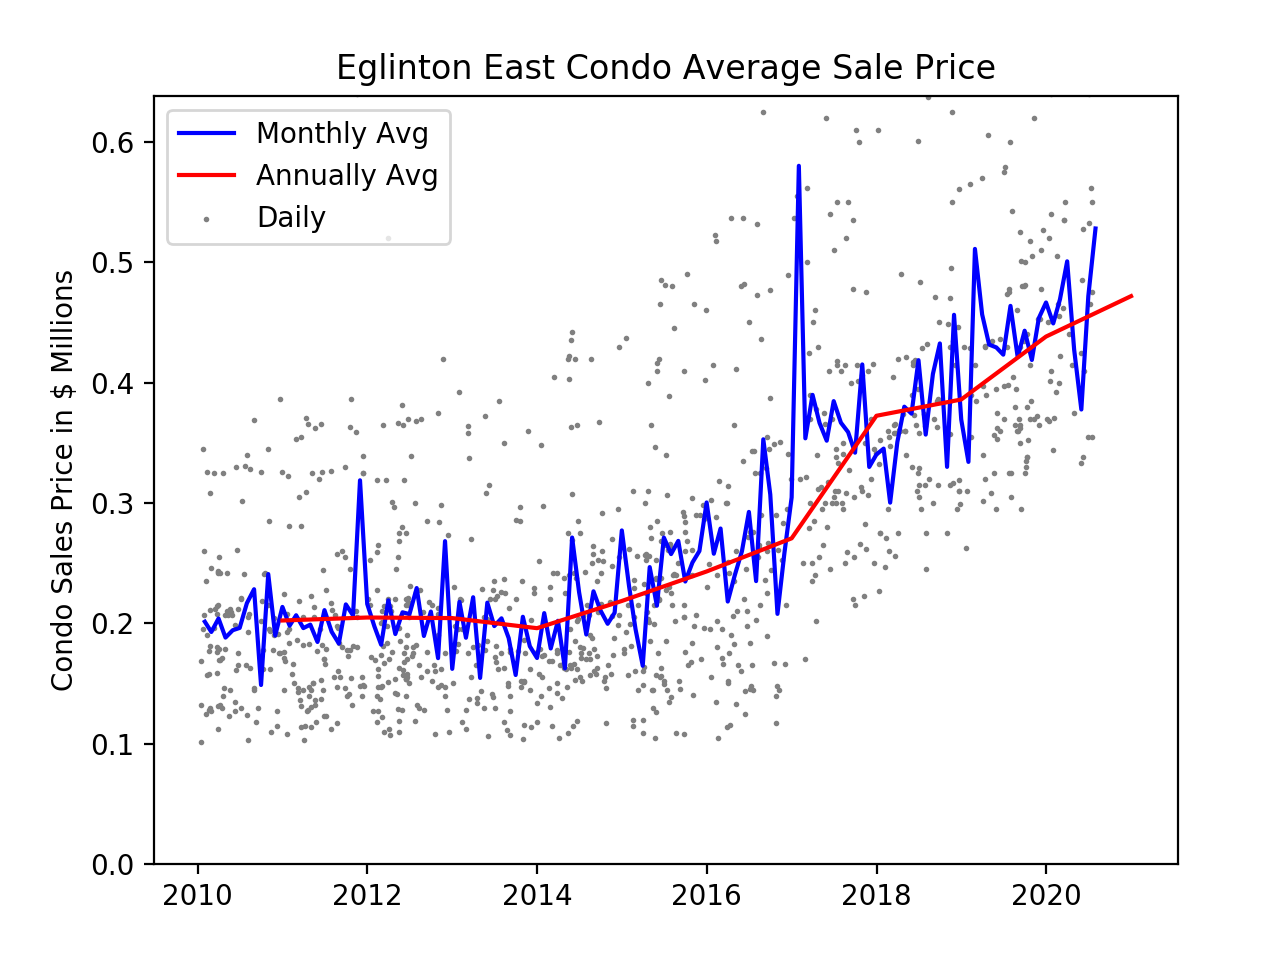 Eglinton East Condo Average Sale Price
Monthly Avg
Annually Avg
Daily
Condo Sales Price in $ Millions
0.6
0.5
0.4
0.3
0.2
0.1
0.0
2010 2012 2014 2016 2018 2020